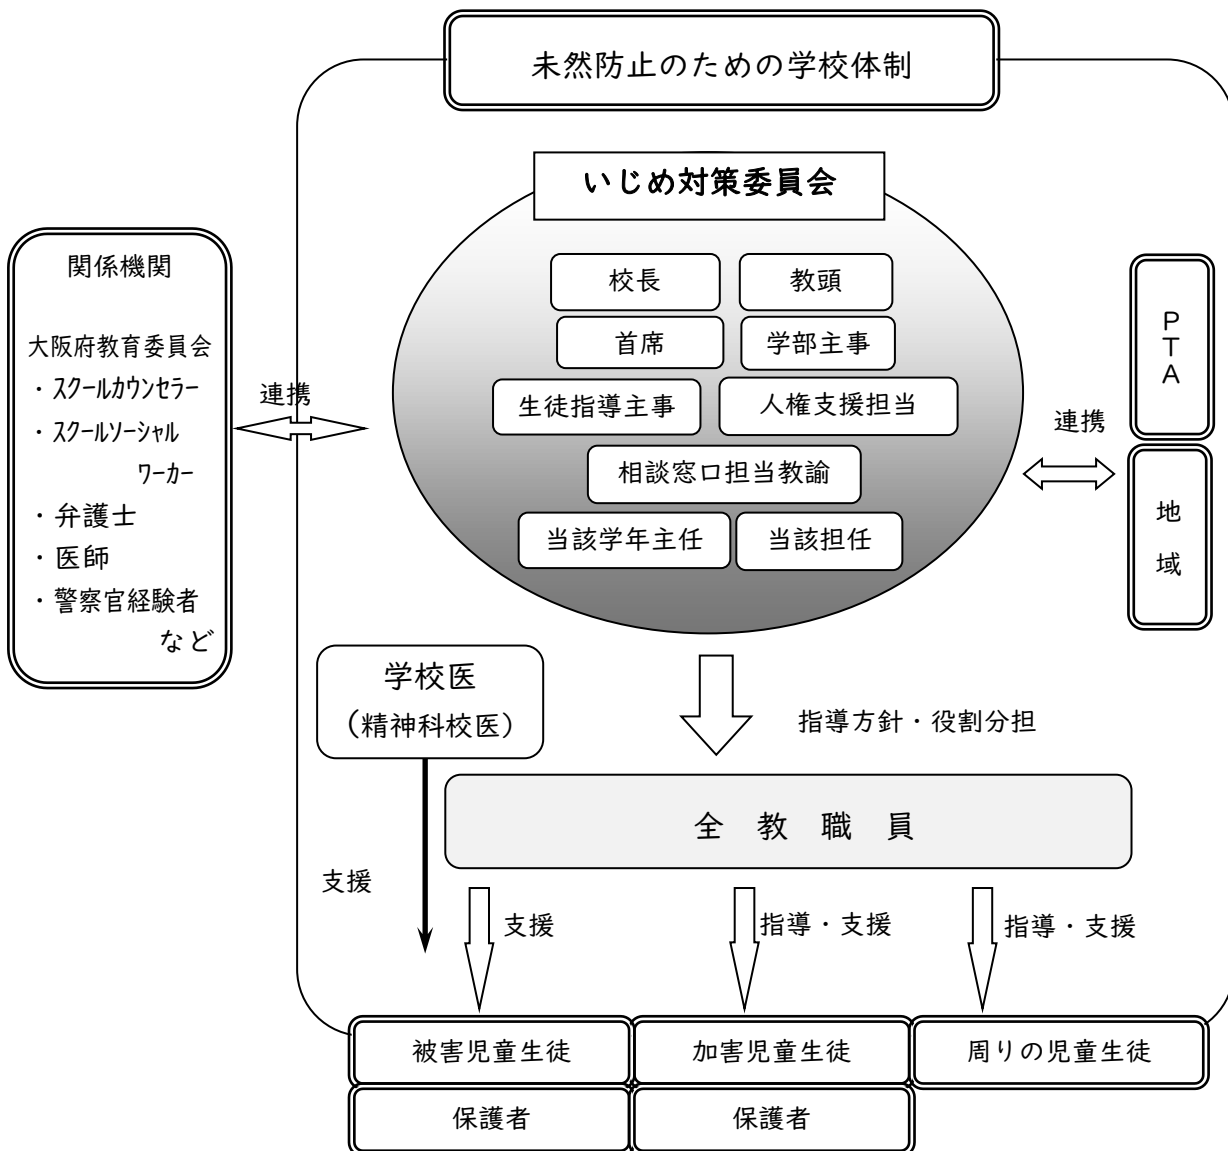 未然防止のための学校体制
いじめ対策委員会
校長
教頭
首席
学部主事
生徒指導主事
人権支援担当
相談窓口担当教諭
当該学年主任
当該担任
関係機関
大阪府教育委員会
・ｽｸｰﾙｶｳﾝｾﾗｰ
・ｽｸｰﾙｿｰｼｬﾙ
ﾜｰｶｰ
・弁護士
・医師
・警察官経験者
など
連携
連携
ＰＴＡ
地域
学校医
（精神科校医）
指導方針・役割分担
全　教　職　員
支援
支援
指導・支援
指導・支援
被害児童生徒
加害児童生徒
周りの児童生徒
保護者
保護者